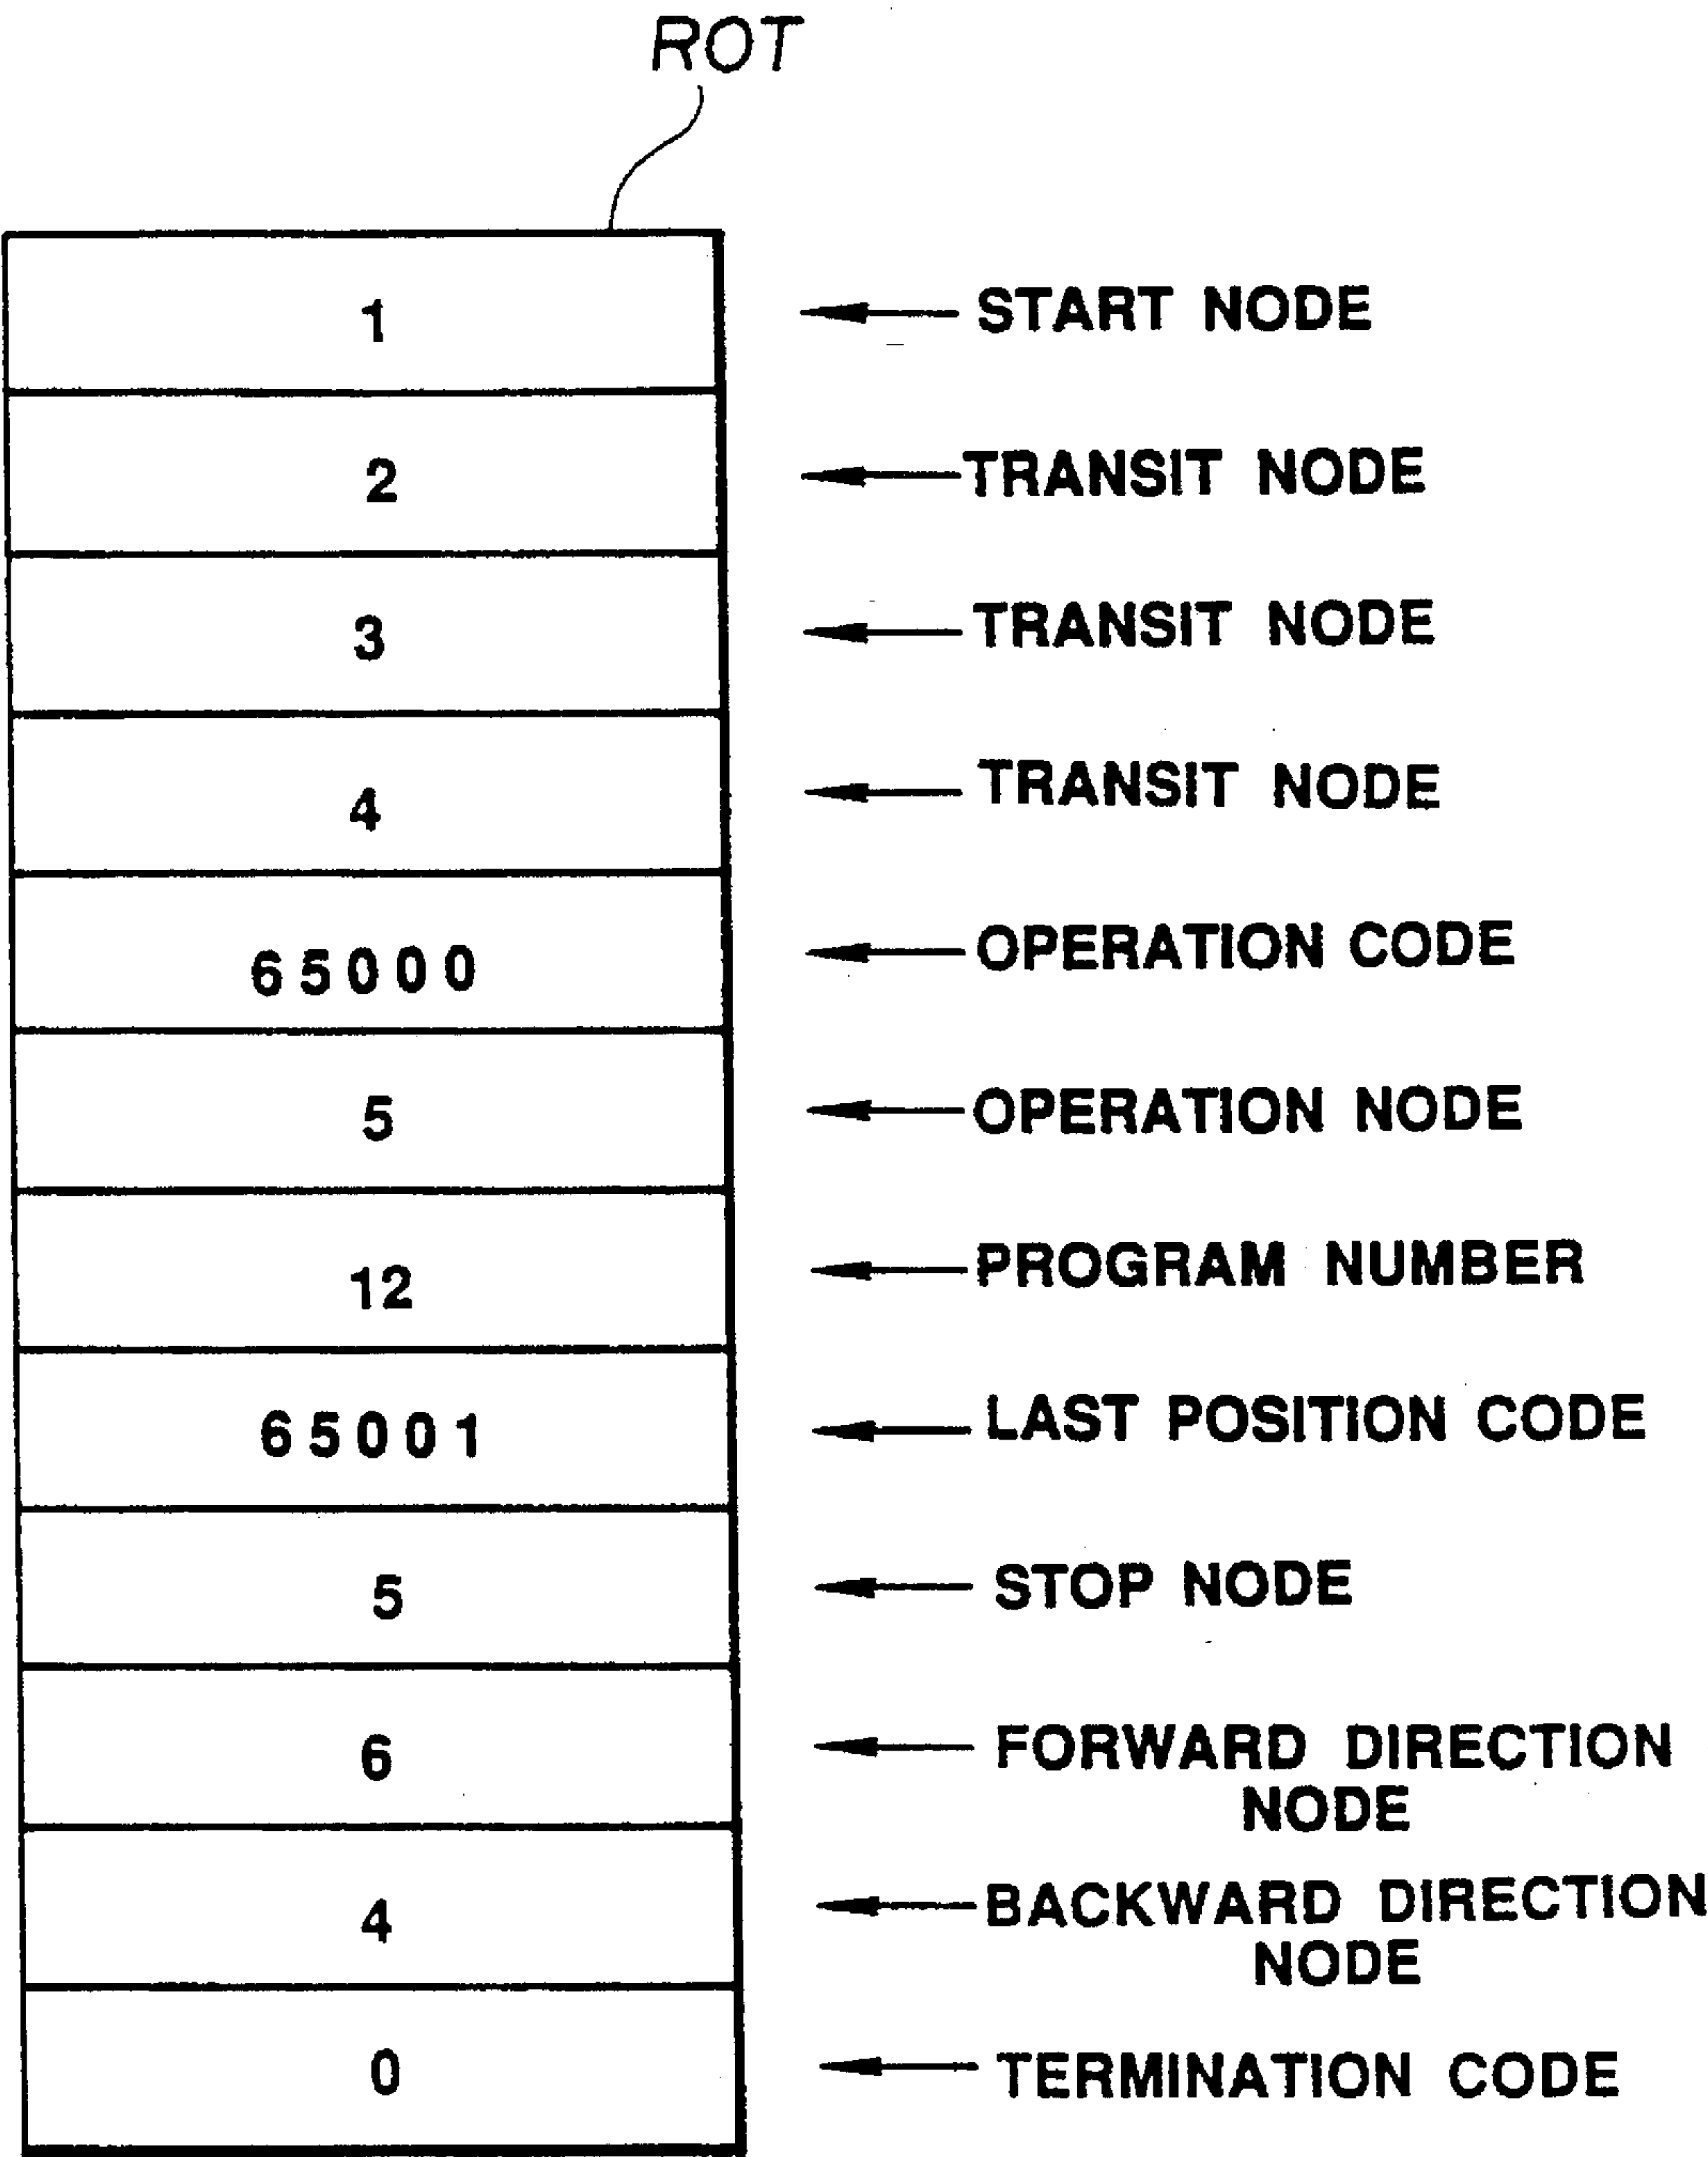 ROT
1 START NODE
2 TRANSIT NODE
3 TRANSIT NODE
4 TRANSIT NODE
65000 OPERATION CODE
5 OPERATION NODE
12 PROGRAM NUMBER
65001 LAST POSITION CODE
5 STOP NODE
6 FORWARD DIRECTION
NODE
4 BACKWARD DIRECTION
NODE
0 TERMINATION CODE